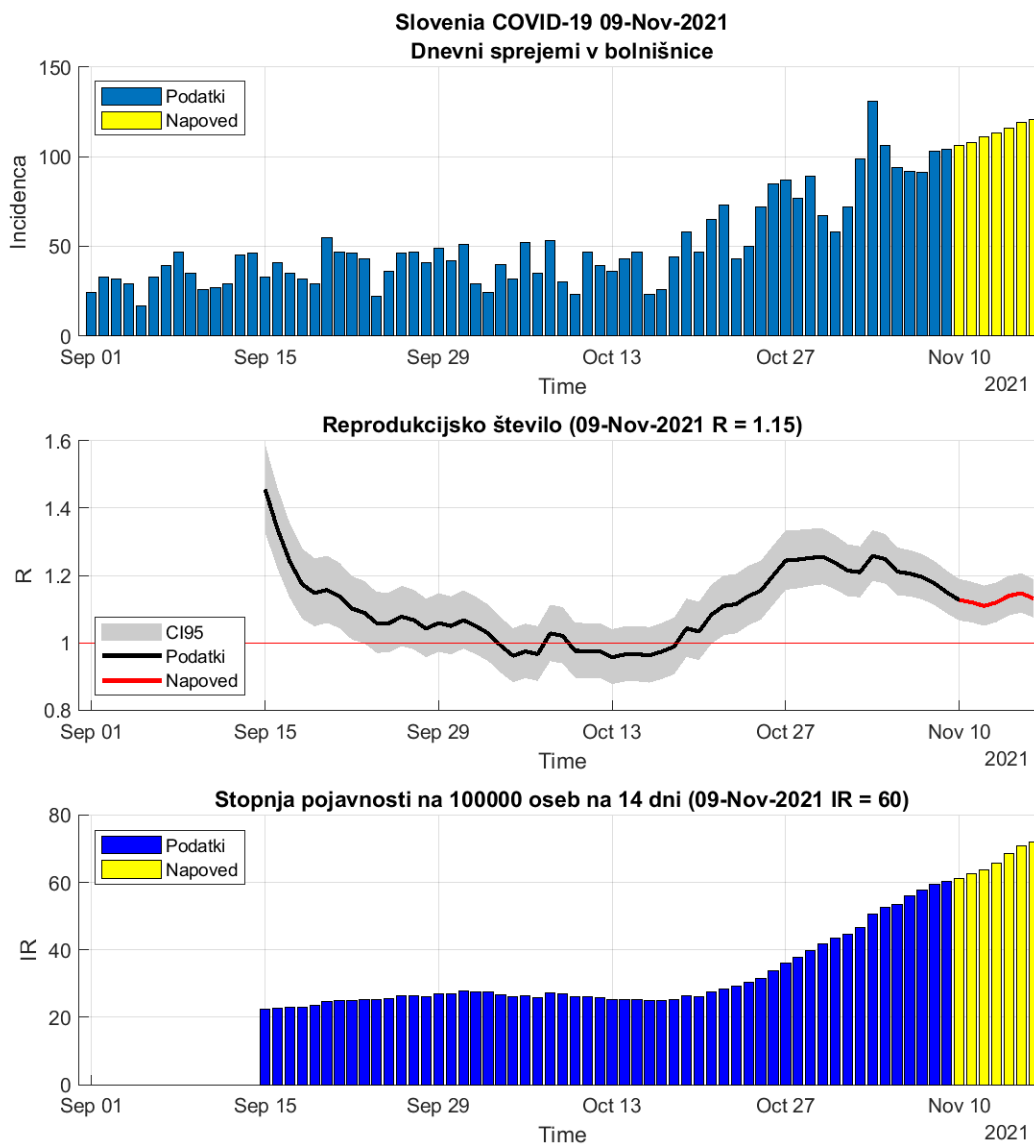 Slovenia COVID-19 09-Nov-2021
Dnevni sprejemi v bolnišnice
150
100
50
0
Incidenca
Podatki
Napoved
Sep 01 Sep 15 Sep 29 Oct 13 Oct 27 Nov 10
Time
2021
Reprodukcijsko število (09-Nov-2021 R = 1.15)
1.6
1.4
1.2
1
0.8
R
CI95
Podatki
Napoved
Sep 01 Sep 15 Sep 29 Oct 13 Oct 27 Nov 10
Time
2021
Stopnja pojavnosti na 100000 oseb na 14 dni (09-Nov-2021 IR = 60)
80
60
40
20
0
IR
Podatki
Napoved
Sep 01 Sep 15 Sep 29 Oct 13 Oct 27 Nov 10
Time
2021